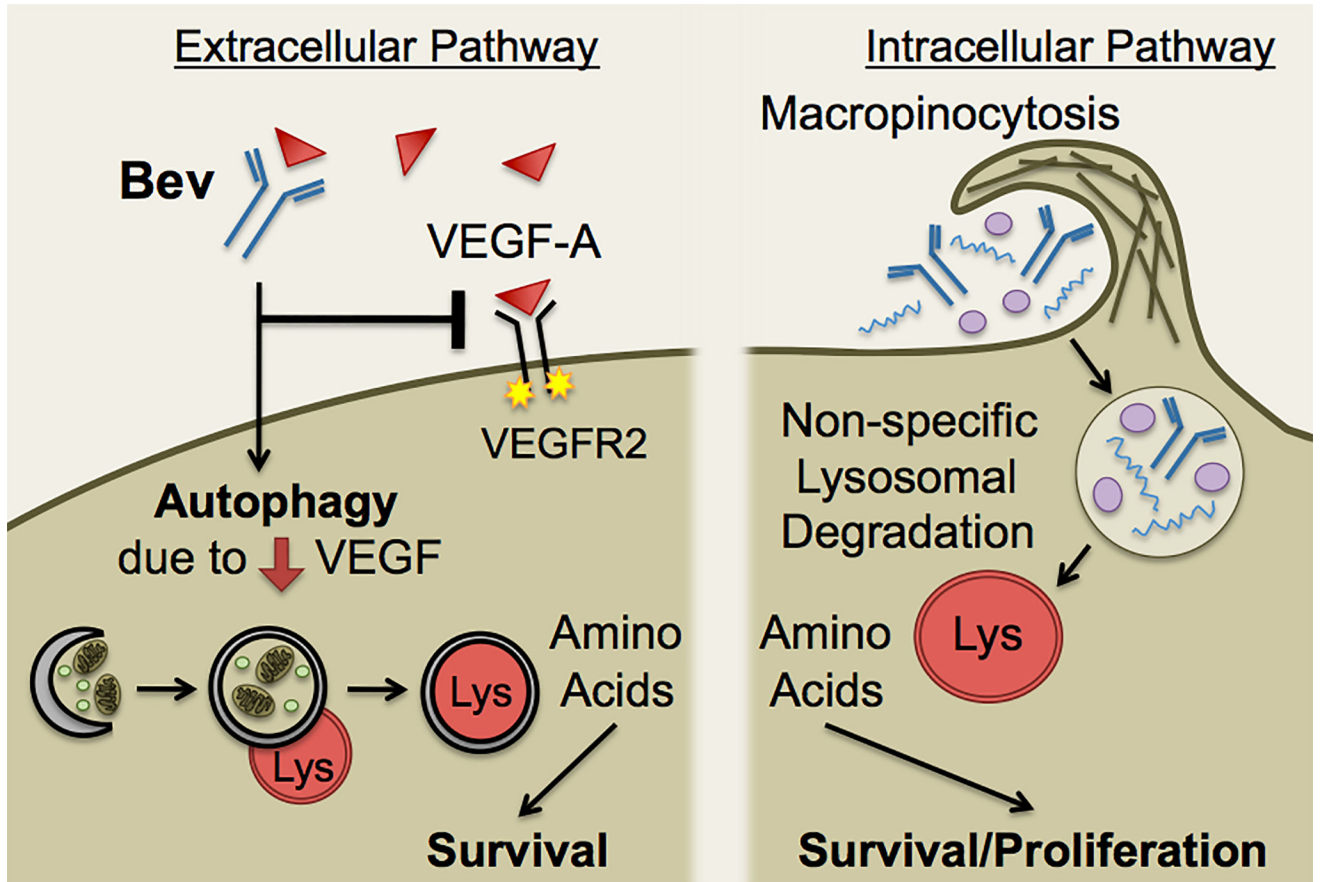 Extracellular Pathway
Bev
VEGF-A
VEGFR2
Autophagy
due to VEGF
Lys
Lys
Amino
Acids
Survival
Intracellular Pathway
Macropinocytosis
Non-specific
Lysosomal
Degradation
Lys
Amino
Acids
Survival/Proliferation